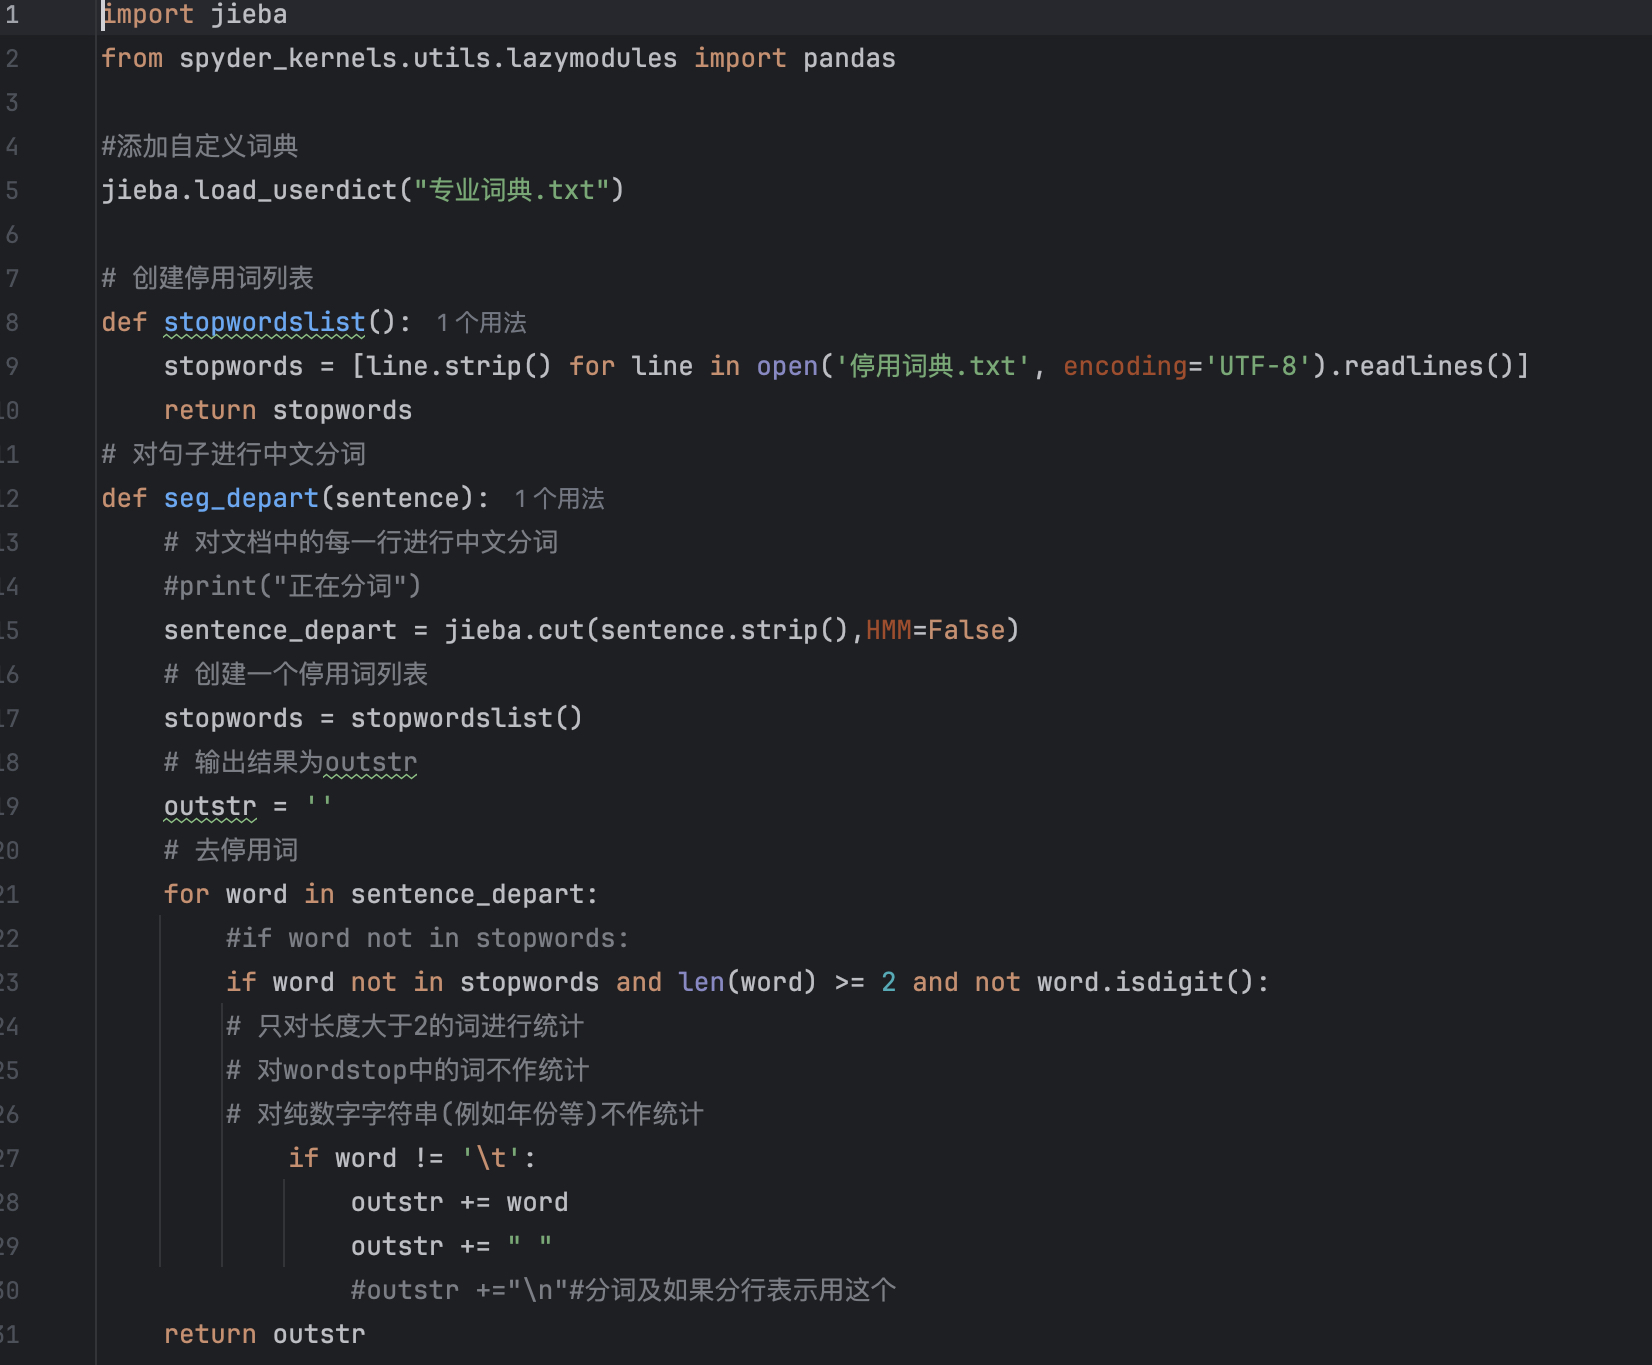 1 import jieba
2 from spyder_kernels.utils.lazymodules import pandas
3
4 #添加自定义词典
5 jieba.load_userdict("专业词典.txt")
6
7 # 创建停用词列表
8 def stopwordslist(): 1个用法
9     stopwords = [line.strip() for line in open('停用词典.txt', encoding='UTF-8').readlines()]
10     return stopwords
11 # 对句子进行中文分词
12 def seg_depart(sentence): 1个用法
13     # 对文档中的每一行进行中文分词
14     #print("正在分词")
15     sentence_depart = jieba.cut(sentence.strip(),HMM=False)
16     # 创建一个停用词列表
17     stopwords = stopwordslist()
18     # 输出结果为outstr
19     outstr = ''
20     # 去停用词
21     for word in sentence_depart:
22         #if word not in stopwords:
23         if word not in stopwords and len(word) >= 2 and not word.isdigit():
24         # 只对长度大于2的词进行统计
25         # 对wordstop中的词不作统计
26         # 对纯数字字符串(例如年份等)不作统计
27             if word != '\t':
28                 outstr += word
29                 outstr += " "
30                 #outstr +="\n"#分词及如果分行表示用这个
31     return outstr